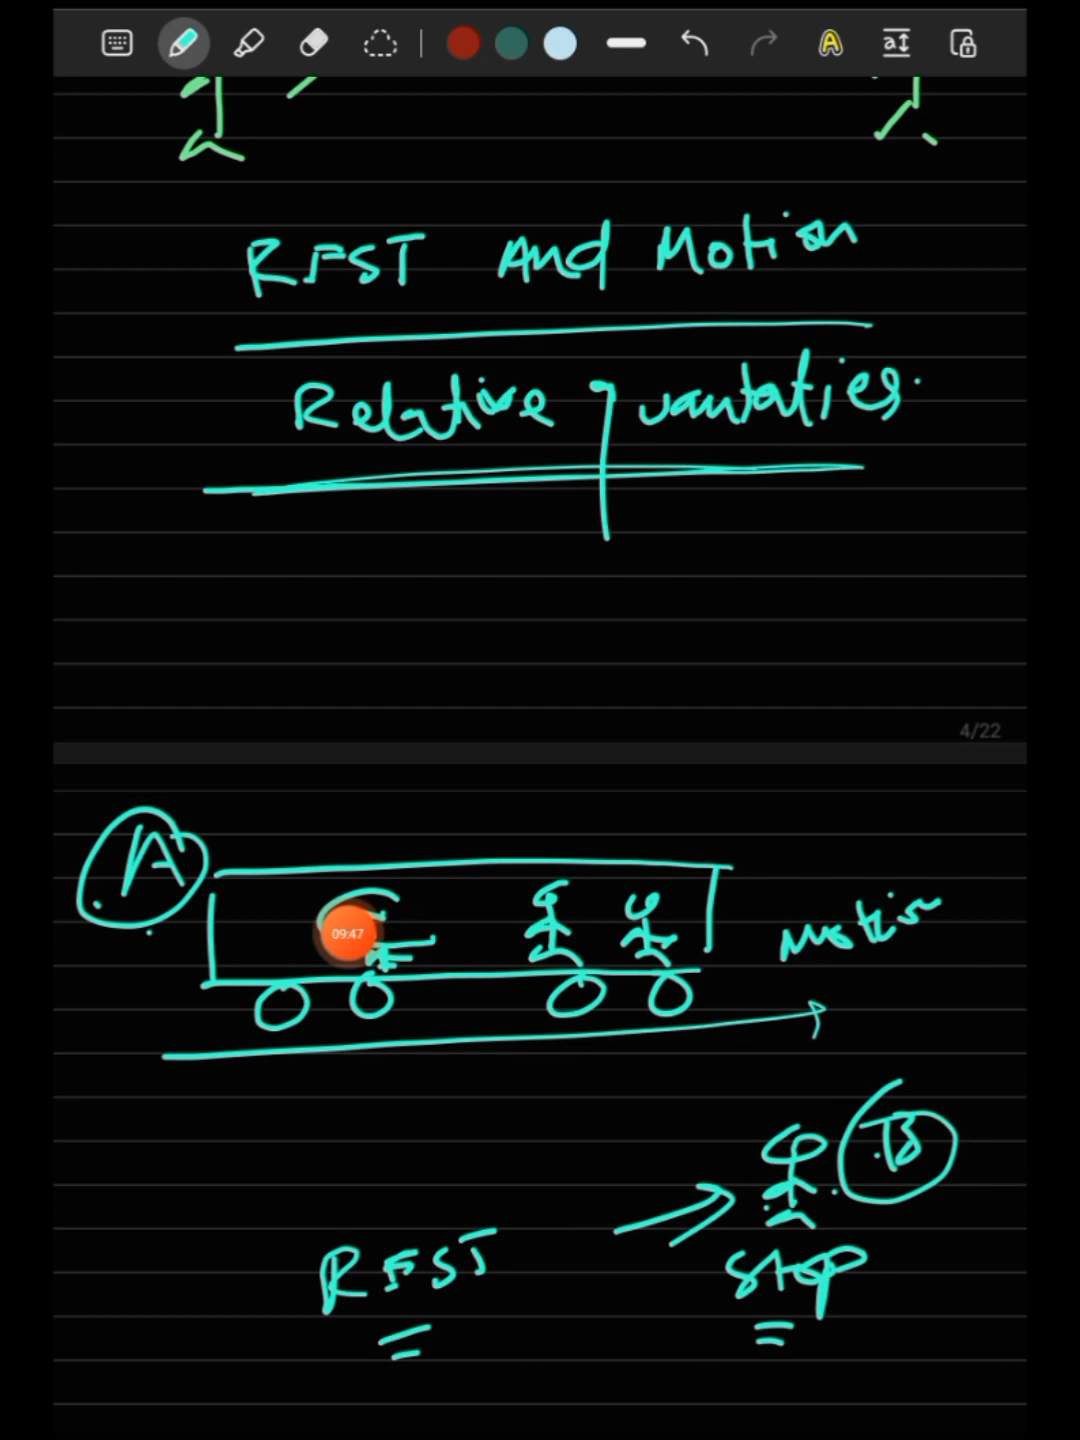 A a
REST And Motion
Relative quantaties.
4/22
A
09:47
Motion
B
REST
Stop